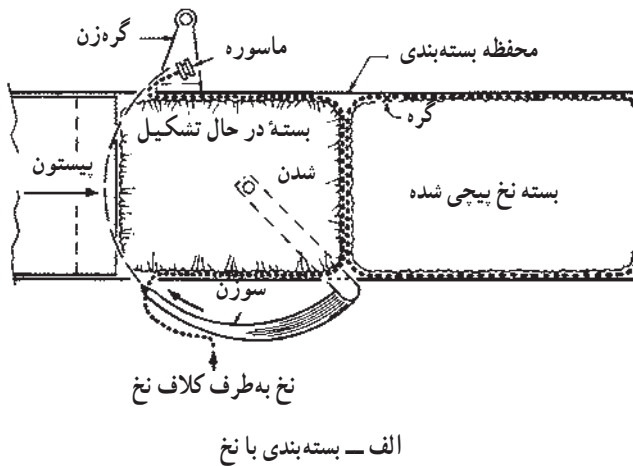 گره‌زن
ماسوره
محفظه بسته‌بندی
گره
بستهٔ در حال تشکیل
شدن
پیستون
بسته نخ پیچی شده
سوزن
نخ به‌طرف کلاف نخ
الف ــ بسته‌بندی با نخ